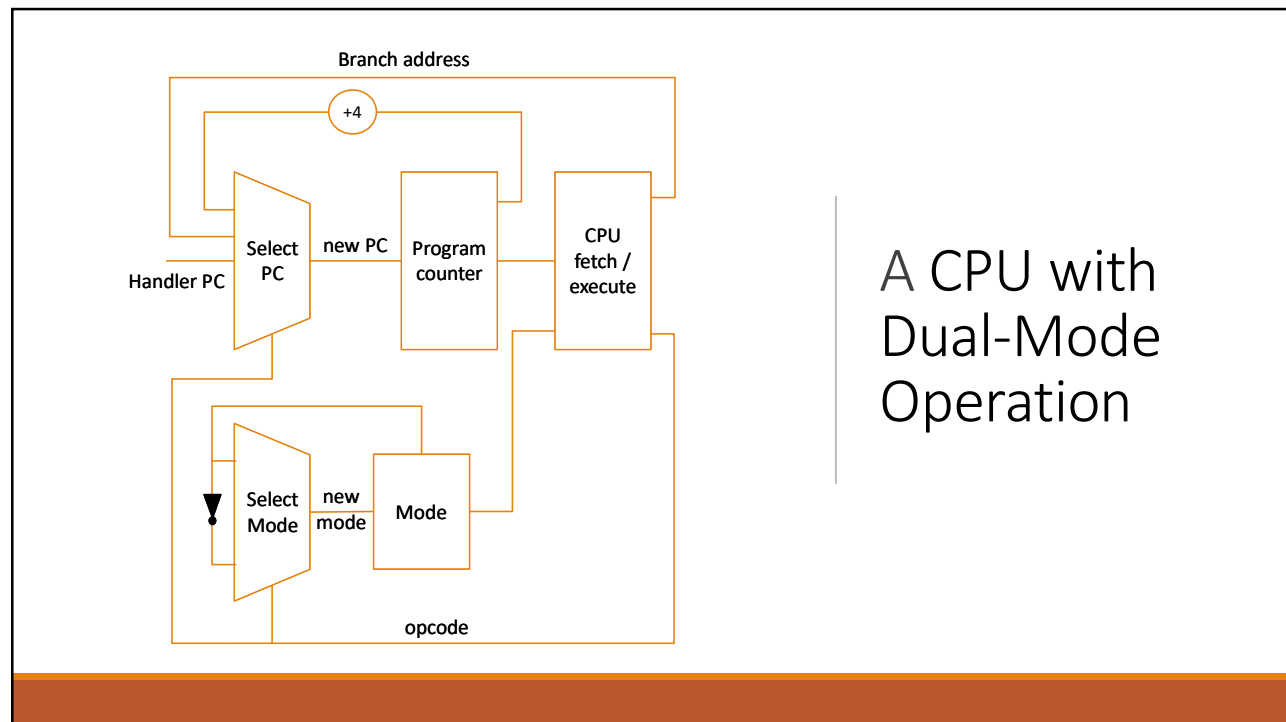 Branch address
+4
Select
PC
new PC
Program
counter
CPU
fetch /
execute
Handler PC
Select
Mode
new
mode
Mode
opcode
A CPU with
Dual-Mode
Operation